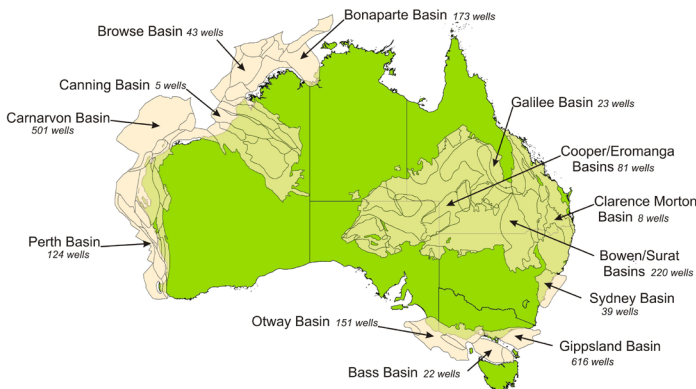 Bonaparte Basin 173 wells
Browse Basin 43 wells
Canning Basin 5 wells
Carnarvon Basin
501 wells
Galilee Basin 23 wells
Cooper/Eromanga
Basins 81 wells
Clarence Morton
Basin 8 wells
Perth Basin
124 wells
Bowen/Surat
Basins 220 wells
Sydney Basin
39 wells
Otway Basin 151 wells
Gippsland Basin
616 wells
Bass Basin 22 wells